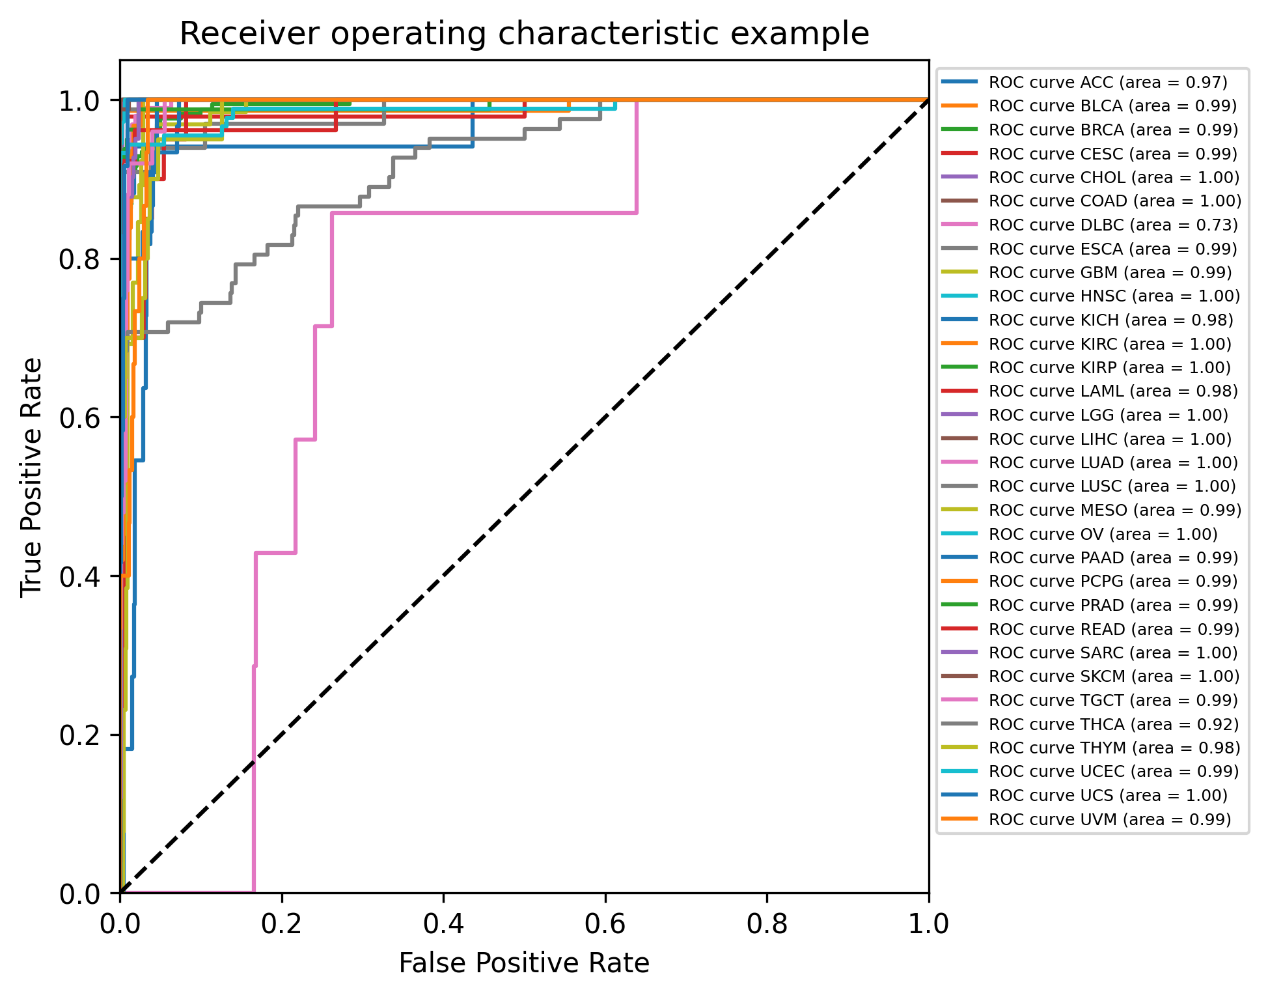 Receiver operating characteristic example
True Positive Rate
1.0
0.8
0.6
0.4
0.2
0.0
0.0 0.2 0.4 0.6 0.8 1.0
False Positive Rate
ROC curve ACC (area = 0.97)
ROC curve BLCA (area = 0.99)
ROC curve BRCA (area = 0.99)
ROC curve CESC (area = 0.99)
ROC curve CHOL (area = 1.00)
ROC curve COAD (area = 1.00)
ROC curve DLBC (area = 0.73)
ROC curve ESCA (area = 0.99)
ROC curve GBM (area = 0.99)
ROC curve HNSC (area = 1.00)
ROC curve KICH (area = 0.98)
ROC curve KIRC (area = 1.00)
ROC curve KIRP (area = 1.00)
ROC curve LAML (area = 0.98)
ROC curve LGG (area = 1.00)
ROC curve LIHC (area = 1.00)
ROC curve LUAD (area = 1.00)
ROC curve LUSC (area = 1.00)
ROC curve MESO (area = 0.99)
ROC curve OV (area = 1.00)
ROC curve PAAD (area = 0.99)
ROC curve PCPG (area = 0.99)
ROC curve PRAD (area = 0.99)
ROC curve READ (area = 0.99)
ROC curve SARC (area = 1.00)
ROC curve SKCM (area = 1.00)
ROC curve TGCT (area = 0.99)
ROC curve THCA (area = 0.92)
ROC curve THYM (area = 0.98)
ROC curve UCEC (area = 0.99)
ROC curve UCS (area = 1.00)
ROC curve UVM (area = 0.99)